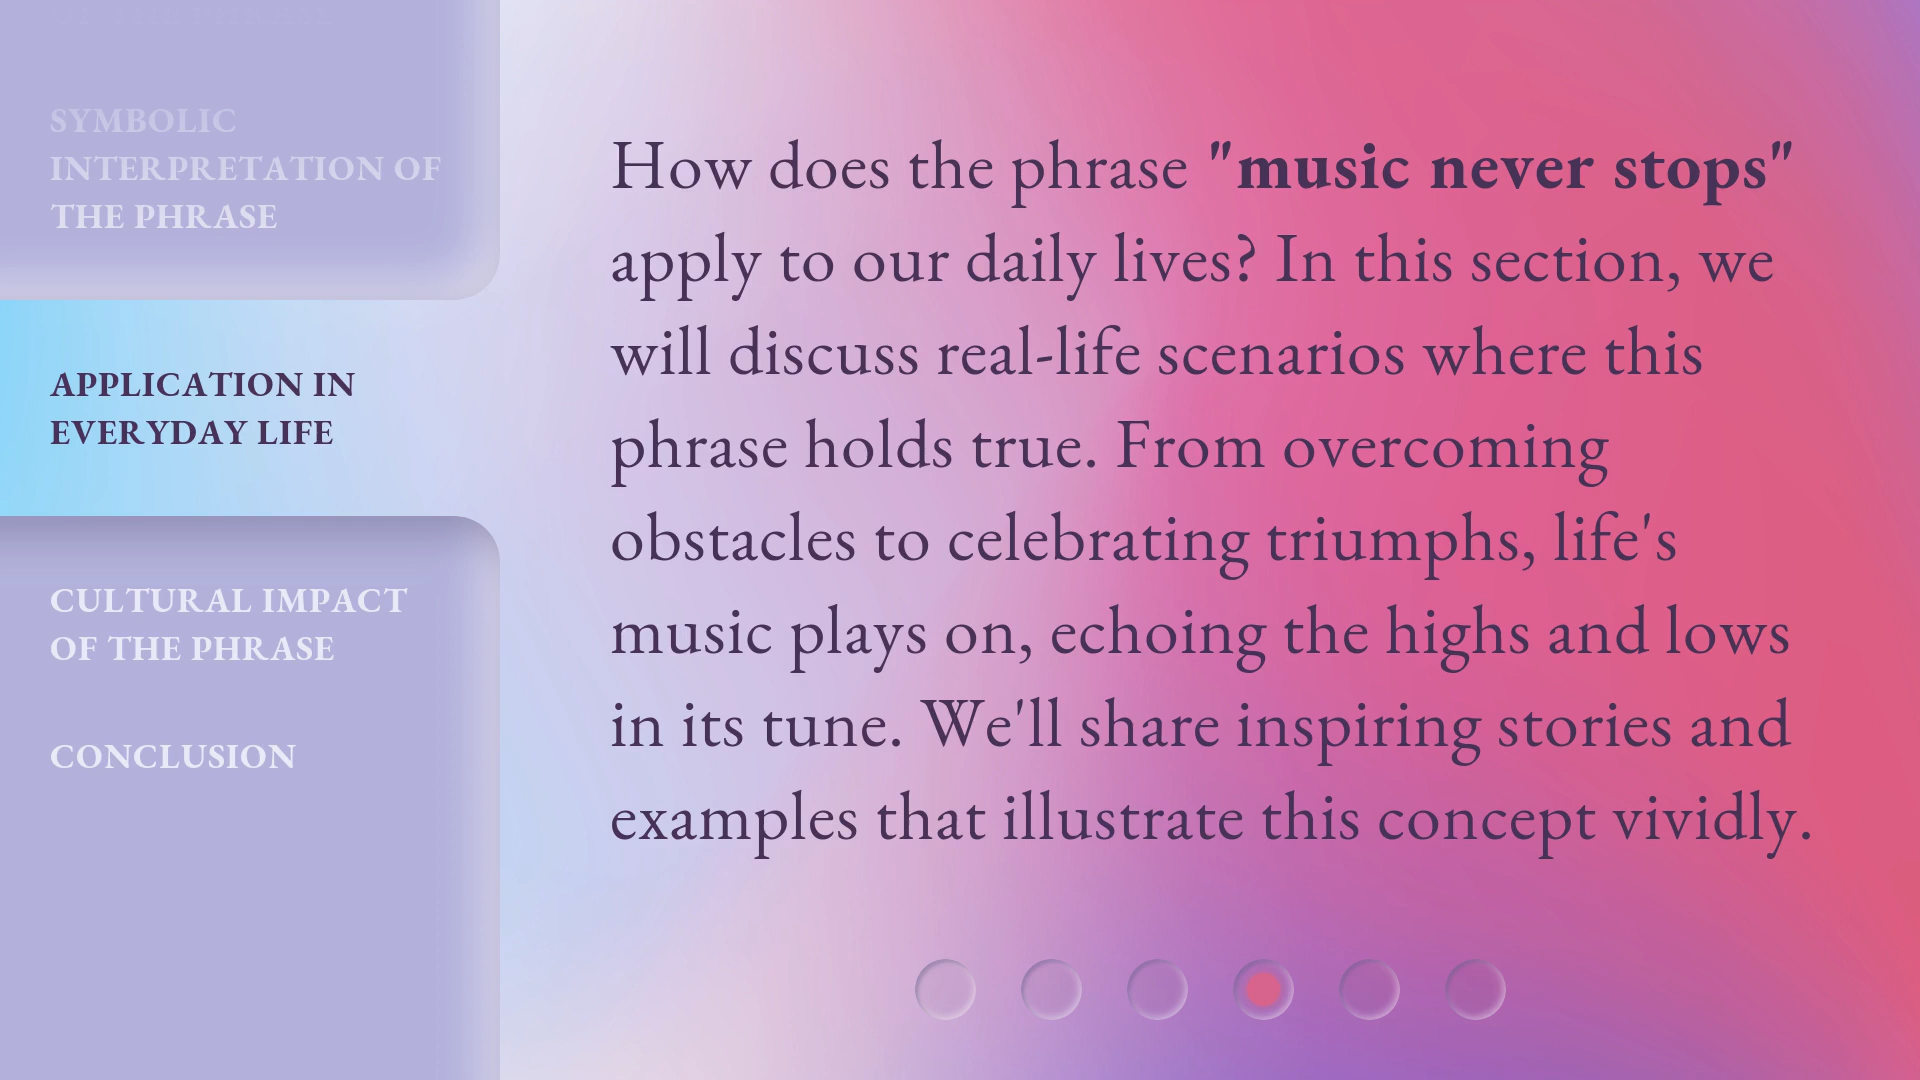 SYMBOLIC
INTERPRETATION OF
THE PHRASE
APPLICATION IN
EVERYDAY LIFE
CULTURAL IMPACT
OF THE PHRASE
CONCLUSION
How does the phrase "music never stops"
apply to our daily lives? In this section, we
will discuss real-life scenarios where this
phrase holds true. From overcoming
obstacles to celebrating triumphs, life's
music plays on, echoing the highs and lows
in its tune. We'll share inspiring stories and
examples that illustrate this concept vividly.